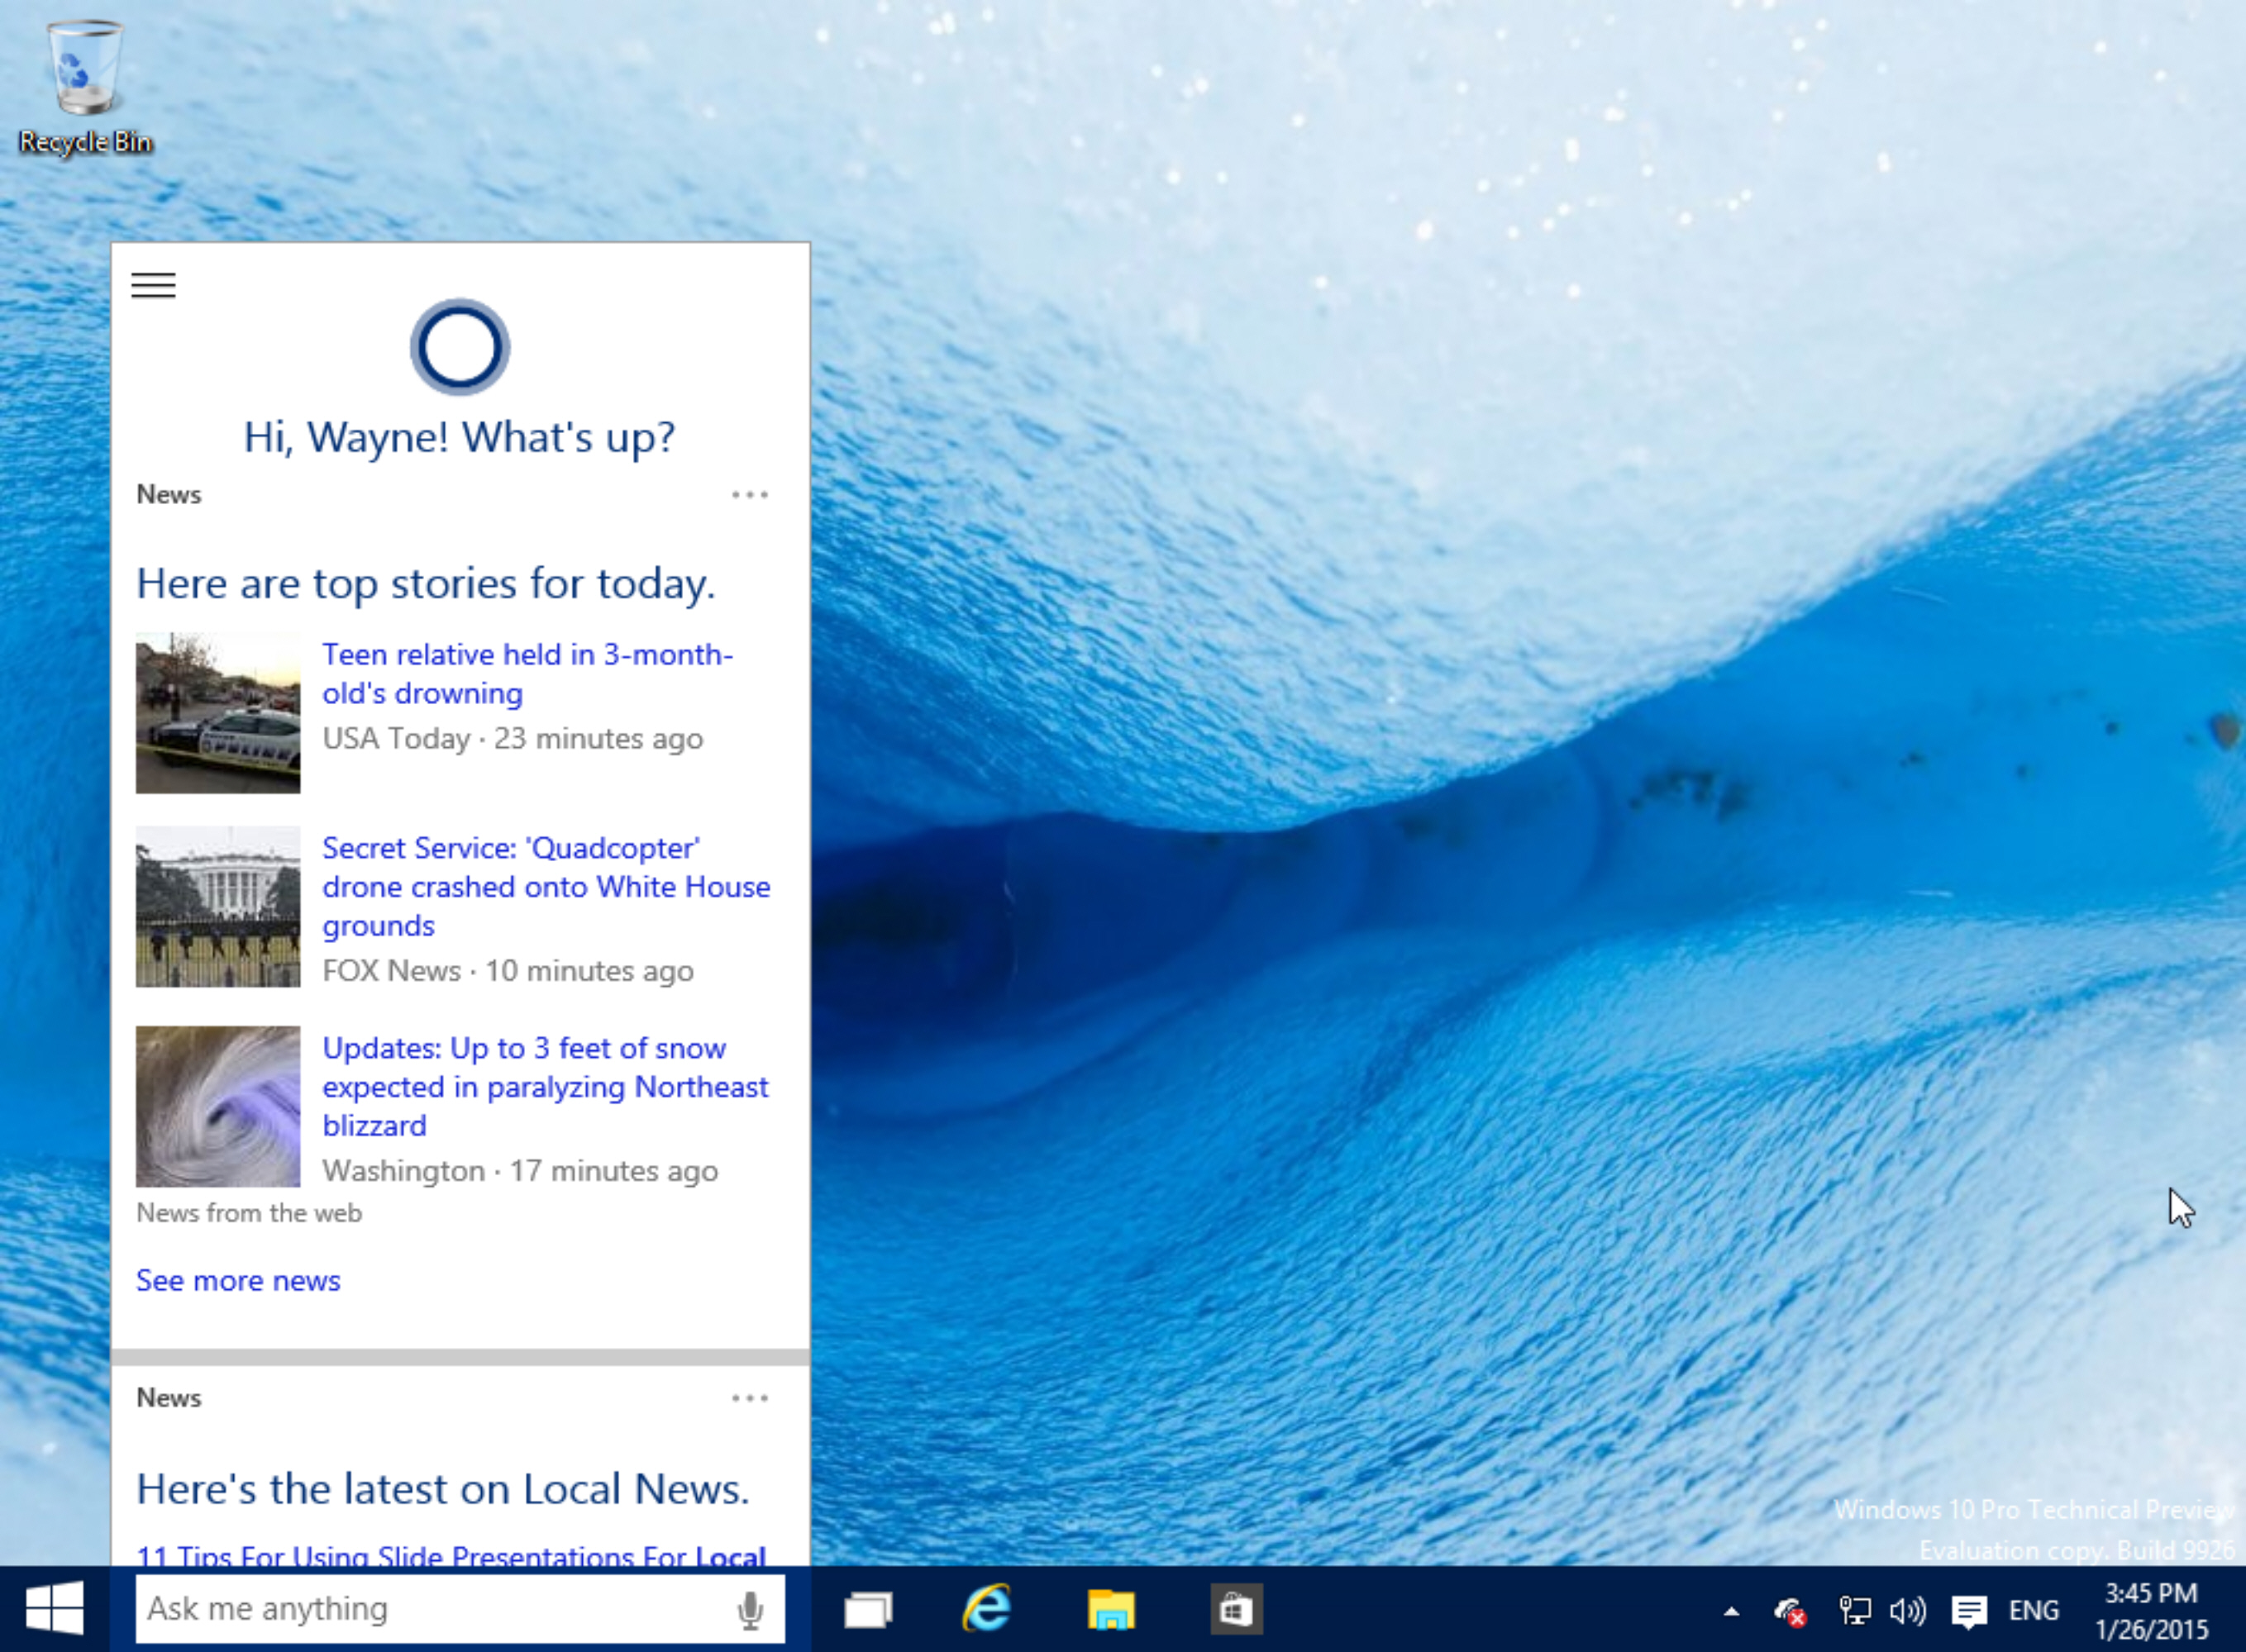 Recycle Bin
Hi, Wayne! What's up?
News
Here are top stories for today.
Teen relative held in 3-month-
old's drowning
USA Today · 23 minutes ago
Secret Service: 'Quadcopter'
drone crashed onto White House
grounds
FOX News · 10 minutes ago
Updates: Up to 3 feet of snow
expected in paralyzing Northeast
blizzard
Washington · 17 minutes ago
News from the web
See more news
News
Here's the latest on Local News.
11 Tips For Using Slide Presentations For Local
Windows 10 Pro Technical Preview
Evaluation copy. Build 9926
Ask me anything
ENG
3:45 PM
1/26/2015